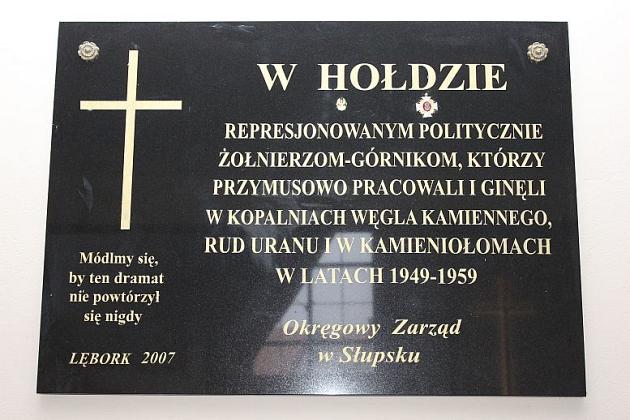 W HOŁDZIE
REPRESJONOWANYM POLITYCZNIE
ŻOŁNIERZOM-GÓRNIKOM, KTÓRZY
PRZYMUSOWO PRACOWALI I GINĘLI
W KOPALNIACH WĘGLA KAMIENNEGO,
RUD URANU I W KAMIENIOŁOMACH
W LATACH 1949-1959
Okręgowy Zarząd
w Słupsku
Módlmy się,
by ten dramat
nie powtórzył
się nigdy
LĘBORK 2007